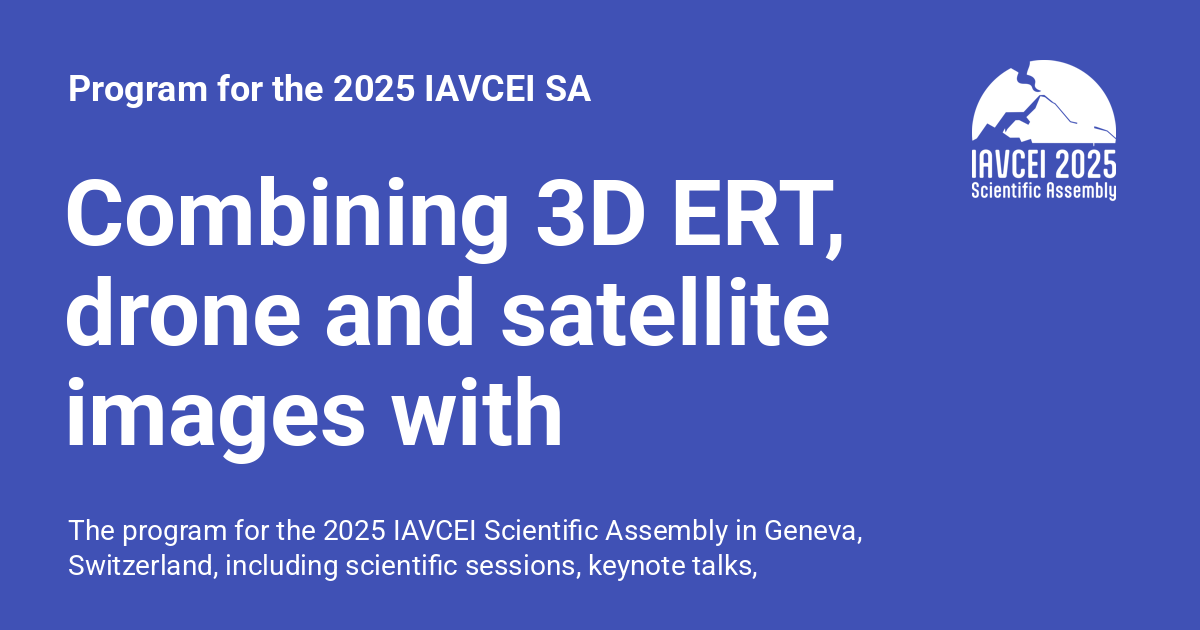 Program for the 2025 IAVCEI SA
IAVCEI 2025
Scientific Assembly
Combining 3D ERT,
drone and satellite
images with
The program for the 2025 IAVCEI Scientific Assembly in Geneva,
Switzerland, including scientific sessions, keynote talks,